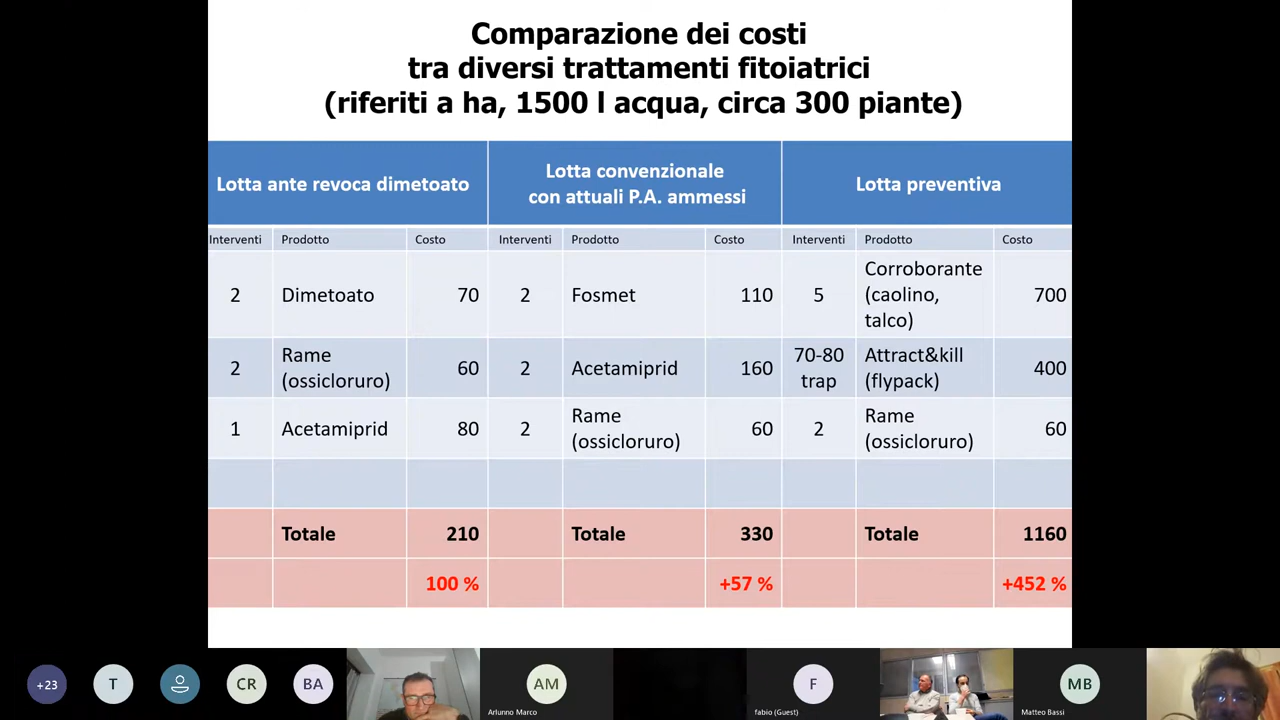 Comparazione dei costi
tra diversi trattamenti fitoiatrici
(riferiti a ha, 1500 l acqua, circa 300 piante)
Lotta ante revoca dimetoato
Lotta convenzionale
con attuali P.A. ammessi
Lotta preventiva
Interventi Prodotto Costo Interventi Prodotto Costo Interventi Prodotto Costo
2 Dimetoato 70 2 Fosmet 110 5 Corroborante
(caolino,
talco) 700
2 Rame
(ossicloruro) 60 2 Acetamiprid 160 70-80
trap Attract&kill
(flypack) 400
1 Acetamiprid 80 2 Rame
(ossicloruro) 60 2 Rame
(ossicloruro) 60
Totale 210 Totale 330 Totale 1160
100 % +57 % +452 %
+23 T CR BA AM F MB
Arlunno Marco fabio (Guest) Matteo Bassi